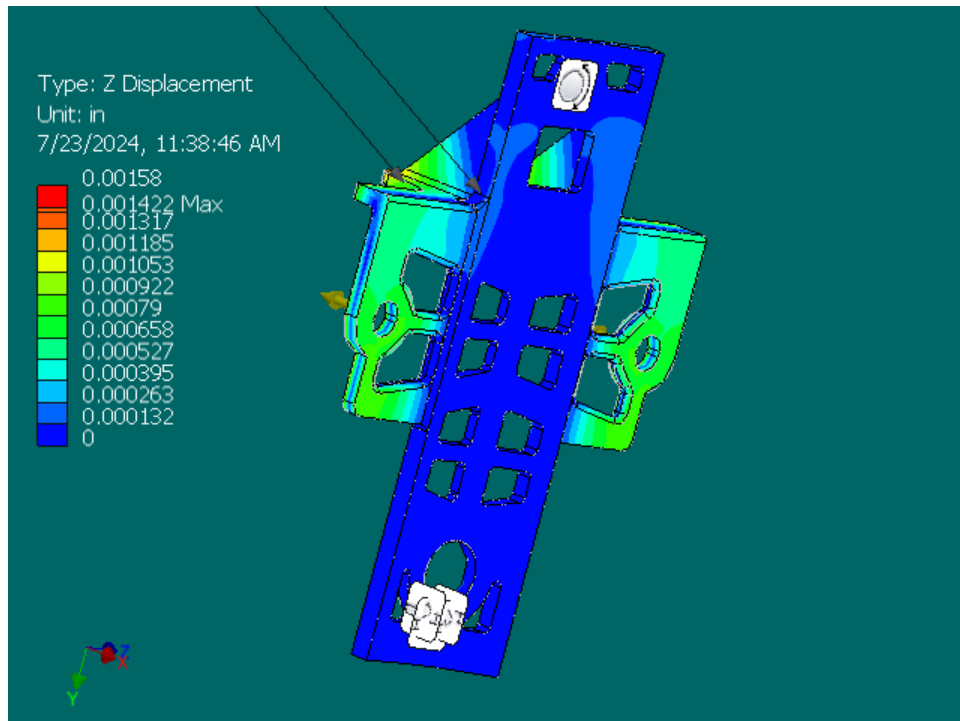 Type: Z Displacement
Unit: in
7/23/2024, 11:38:46 AM
0.00158
0.001422 Max
0.001317
0.001185
0.001053
0.000922
0.00079
0.000658
0.000527
0.000395
0.000263
0.000132
0
Z
X
Y